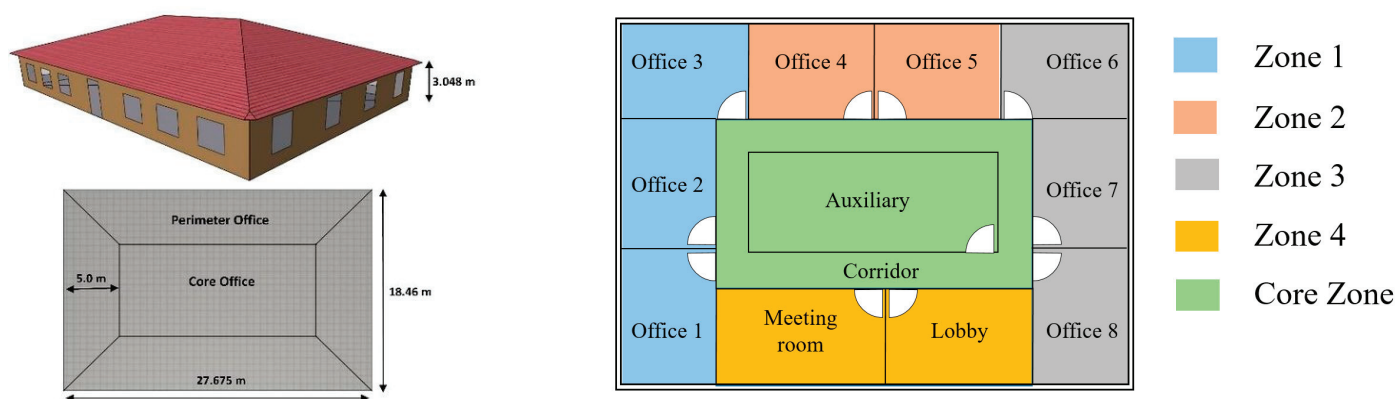 3.048 m
Perimeter Office
5.0 m
Core Office
18.46 m
27.675 m
Office 3
Office 4
Office 5
Office 6
Office 2
Auxiliary
Office 7
Corridor
Office 1
Meeting
room
Lobby
Office 8
Zone 1
Zone 2
Zone 3
Zone 4
Core Zone